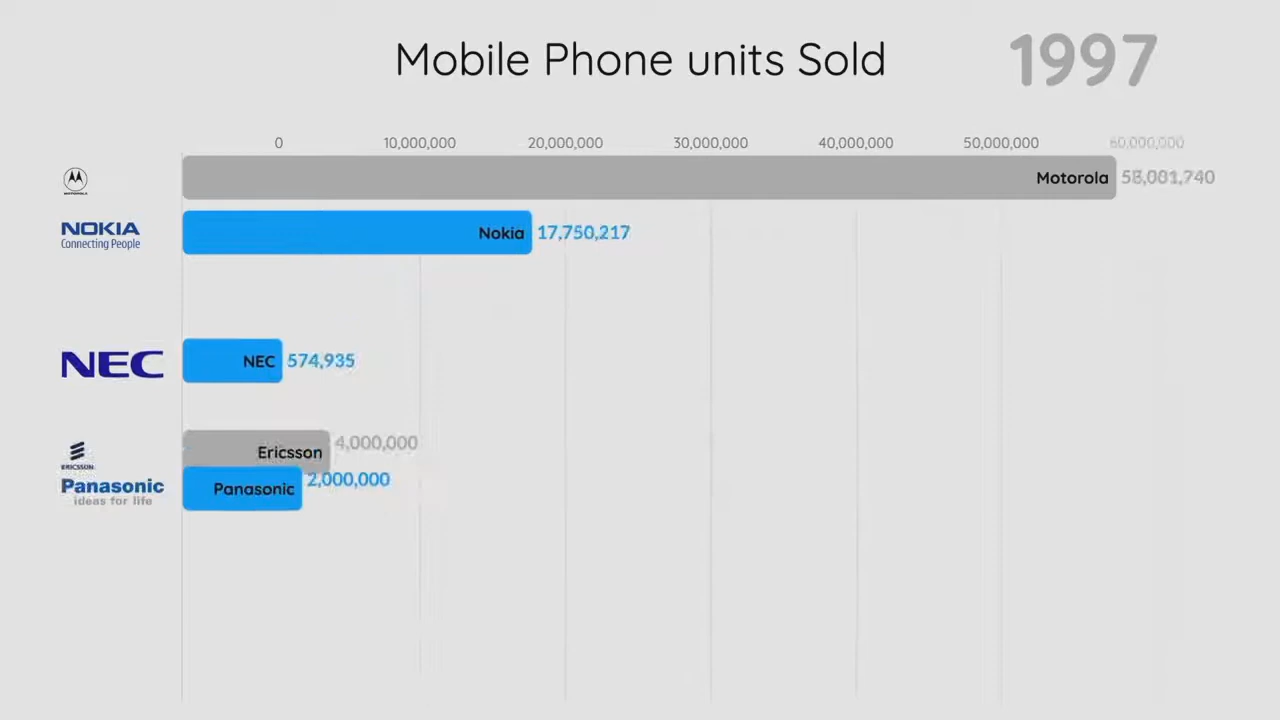 Mobile Phone units Sold
1997
0 10,000,000 20,000,000 30,000,000 40,000,000 50,000,000 60,000,000
MOTOROLA
Motorola
NOKIA
Connecting People
Nokia 17,750,217
NEC
NEC 574,935
ERICSSON
Ericsson 4,000,000
Panasonic
ideas for life
Panasonic 2,000,000